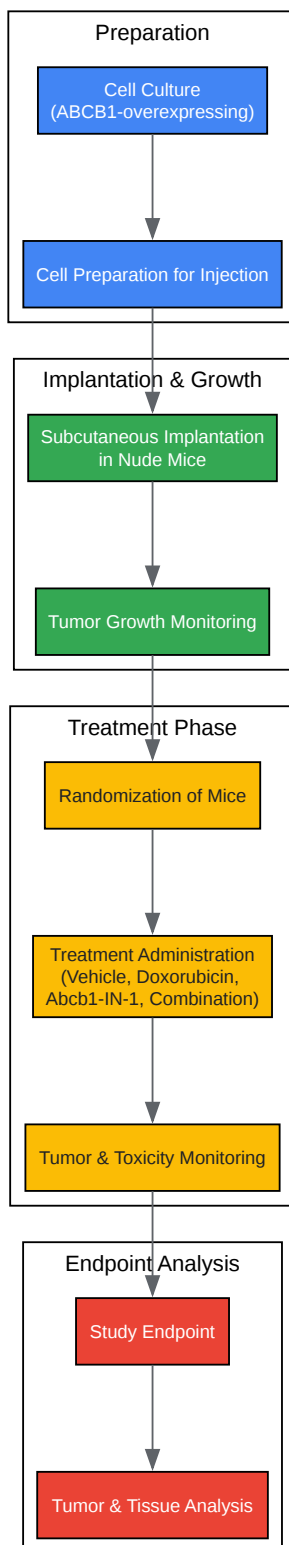 Preparation
Cell Culture
(ABCB1-overexpressing)
Cell Preparation for Injection
Implantation & Growth
Subcutaneous Implantation
in Nude Mice
Tumor Growth Monitoring
Treatment Phase
Randomization of Mice
Treatment Administration
(Vehicle, Doxorubicin,
Abcb1-IN-1, Combination)
Tumor & Toxicity Monitoring
Endpoint Analysis
Study Endpoint
Tumor & Tissue Analysis